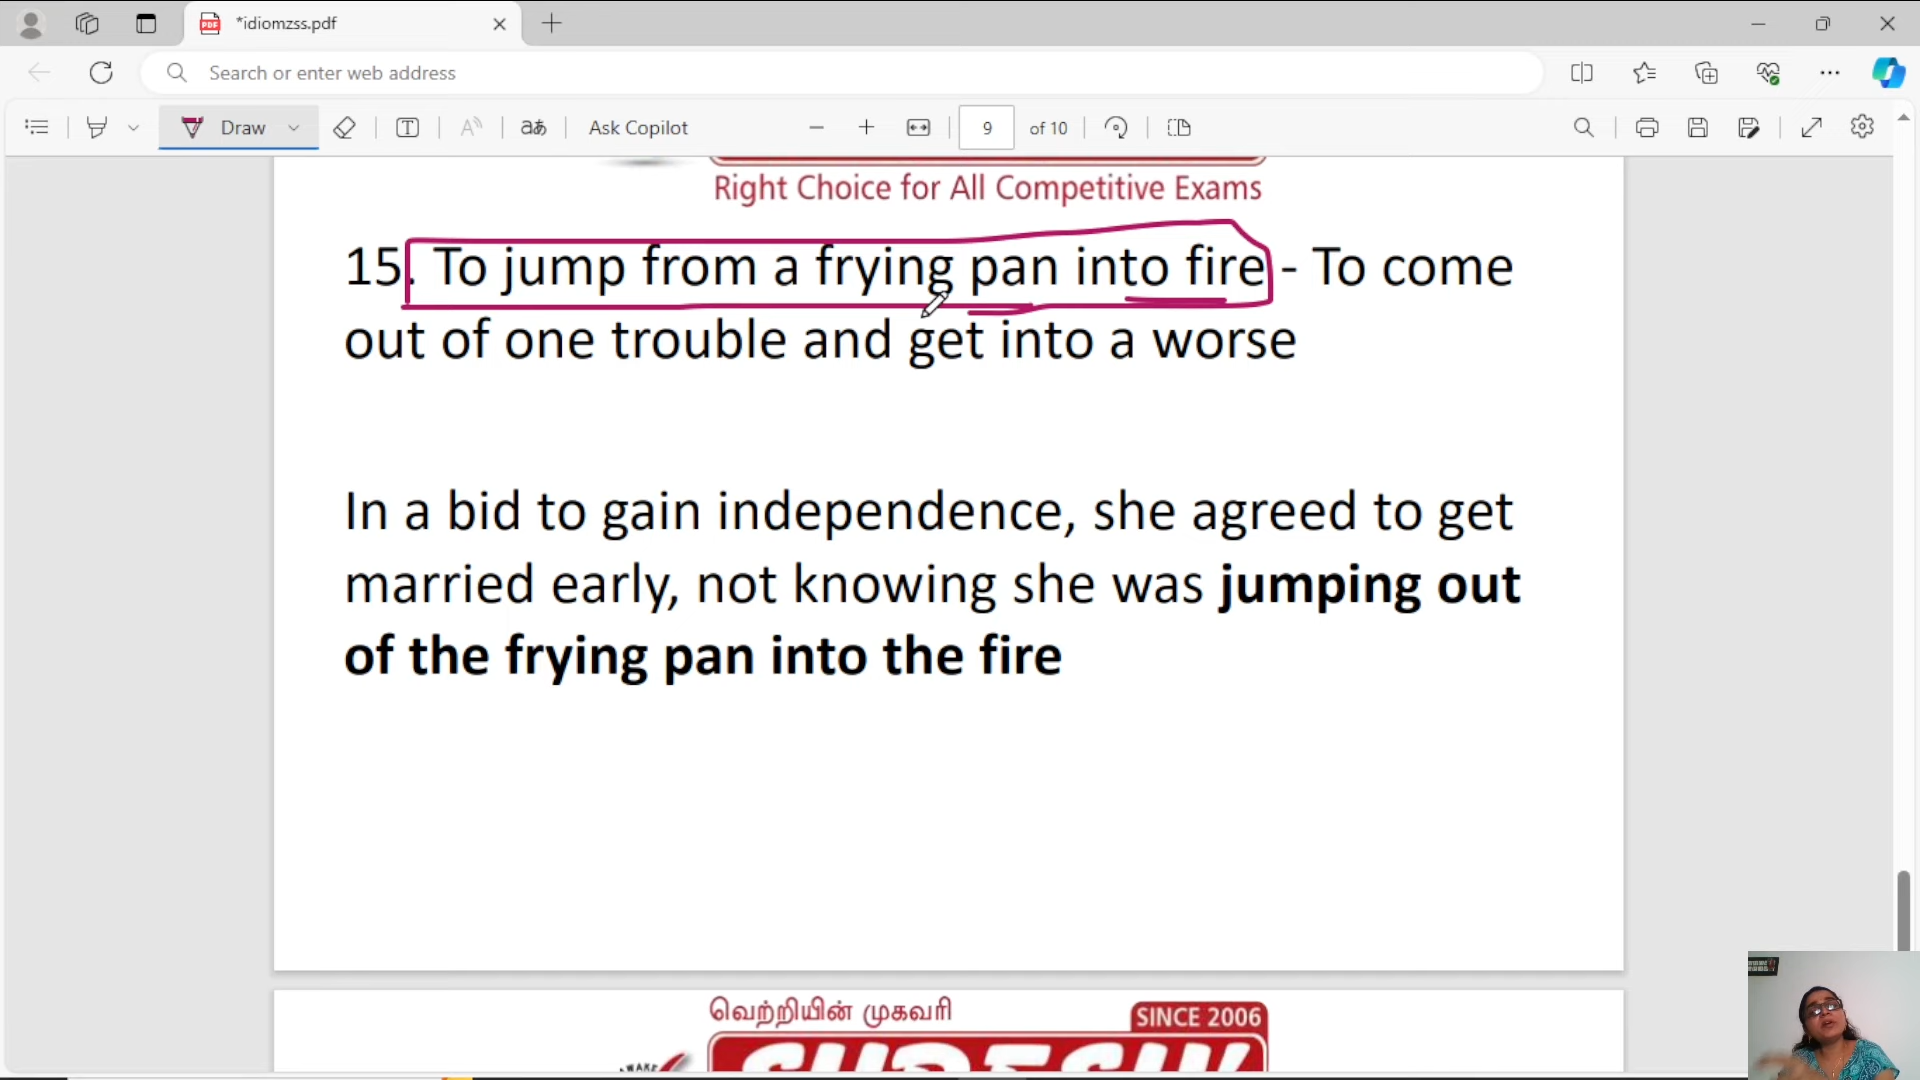 *idiomzss.pdf
Search or enter web address
Draw
Ask Copilot
9 of 10
Right Choice for All Competitive Exams
15. To jump from a frying pan into fire - To come
out of one trouble and get into a worse
In a bid to gain independence, she agreed to get
married early, not knowing she was jumping out
of the frying pan into the fire
வெற்றியின் முகவரி
SINCE 2006